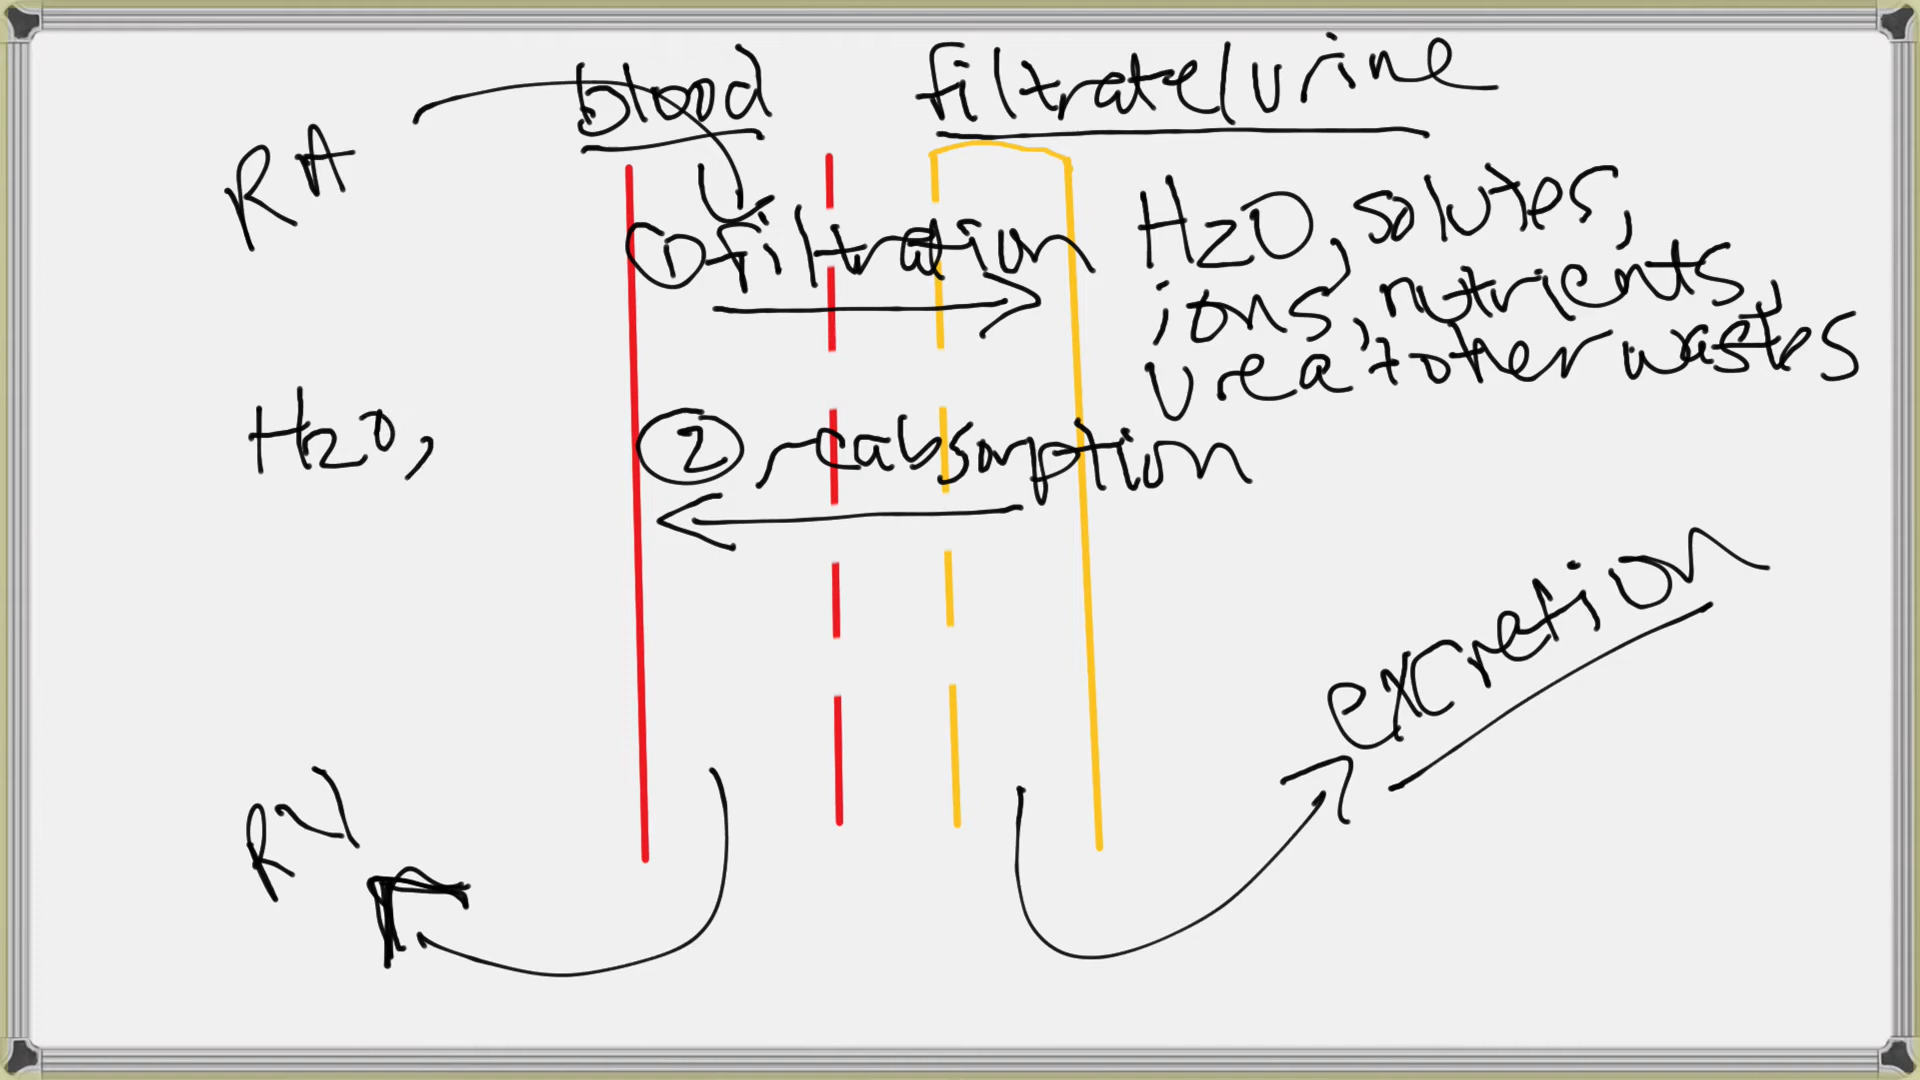 blood filtrate/urine
RA
① filtration
H2O, solutes,
ions, nutrients,
urea + other wastes
H2O,
② reabsorption
excretion
RV